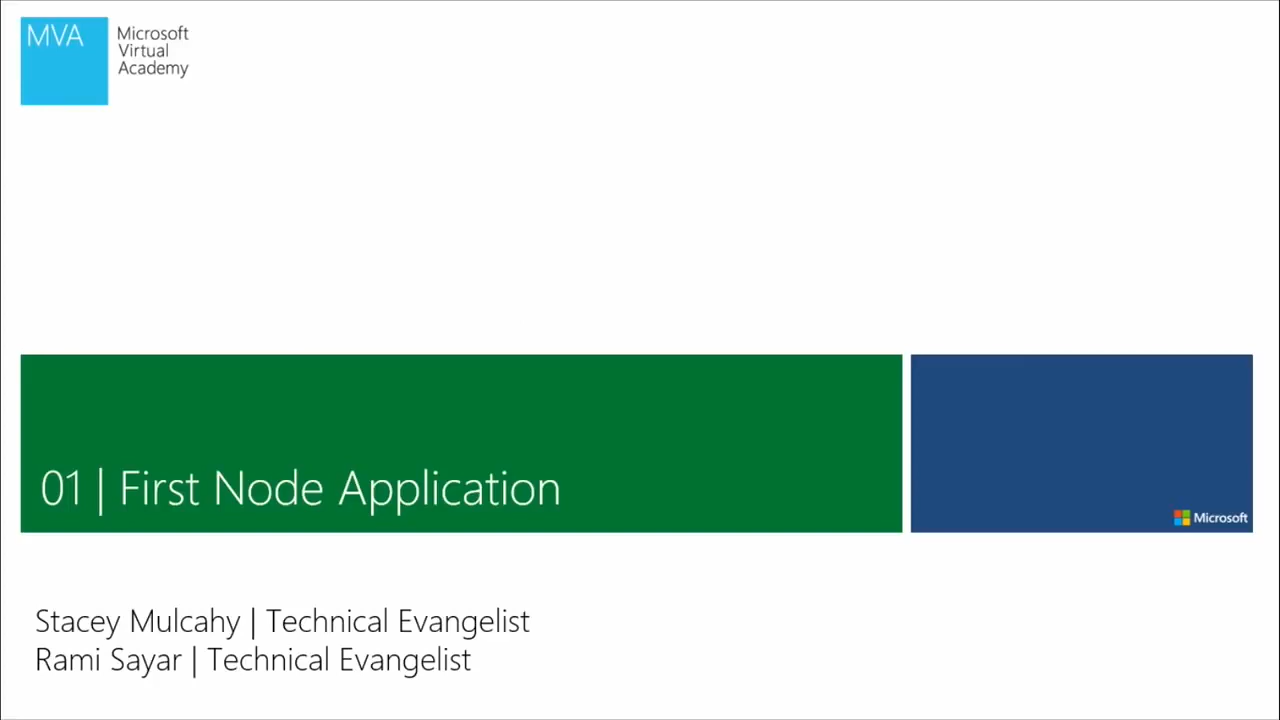 MVA
Microsoft
Virtual
Academy
01 | First Node Application
Microsoft
Stacey Mulcahy | Technical Evangelist
Rami Sayar | Technical Evangelist